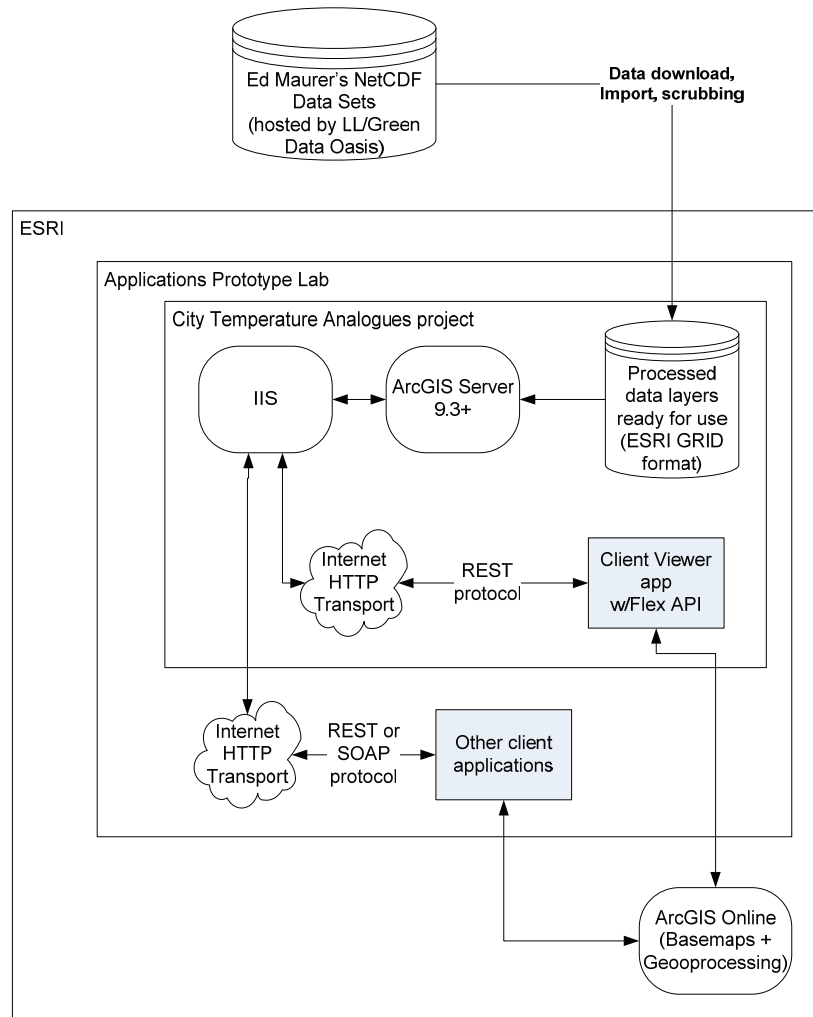 Ed Maurer's NetCDF
Data Sets
(hosted by LL/Green
Data Oasis)
Data download,
Import, scrubbing
ESRI
Applications Prototype Lab
City Temperature Analogues project
IIS
ArcGIS Server
9.3+
Processed
data layers
ready for use
(ESRI GRID
format)
Internet
HTTP
Transport
REST
protocol
Client Viewer
app
w/Flex API
Internet
HTTP
Transport
REST or
SOAP
protocol
Other client
applications
ArcGIS Online
(Basemaps +
Geooprocessing)